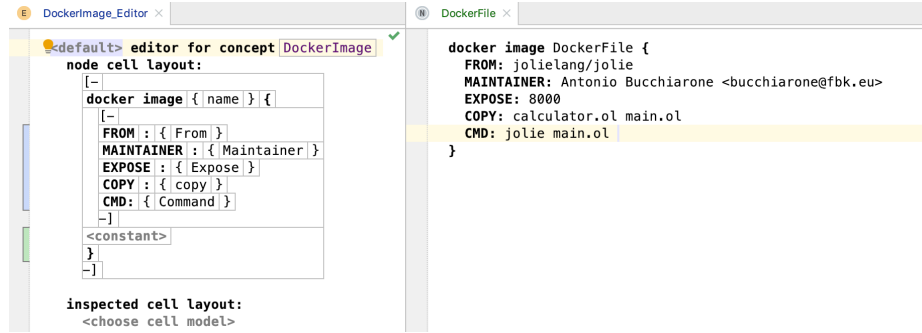 E DockerImage_Editor ×
<default> editor for concept DockerImage
node cell layout:
[-
docker image { name } {
[-
FROM : { From }
MAINTAINER : { Maintainer }
EXPOSE : { Expose }
COPY : { copy }
CMD: { Command }
-]
<constant>
}
-]
inspected cell layout:
<choose cell model>
N DockerFile ×
docker image DockerFile {
FROM: jolielang/jolie
MAINTAINER: Antonio Bucchiarone <bucchiarone@fbk.eu>
EXPOSE: 8000
COPY: calculator.ol main.ol
CMD: jolie main.ol
}